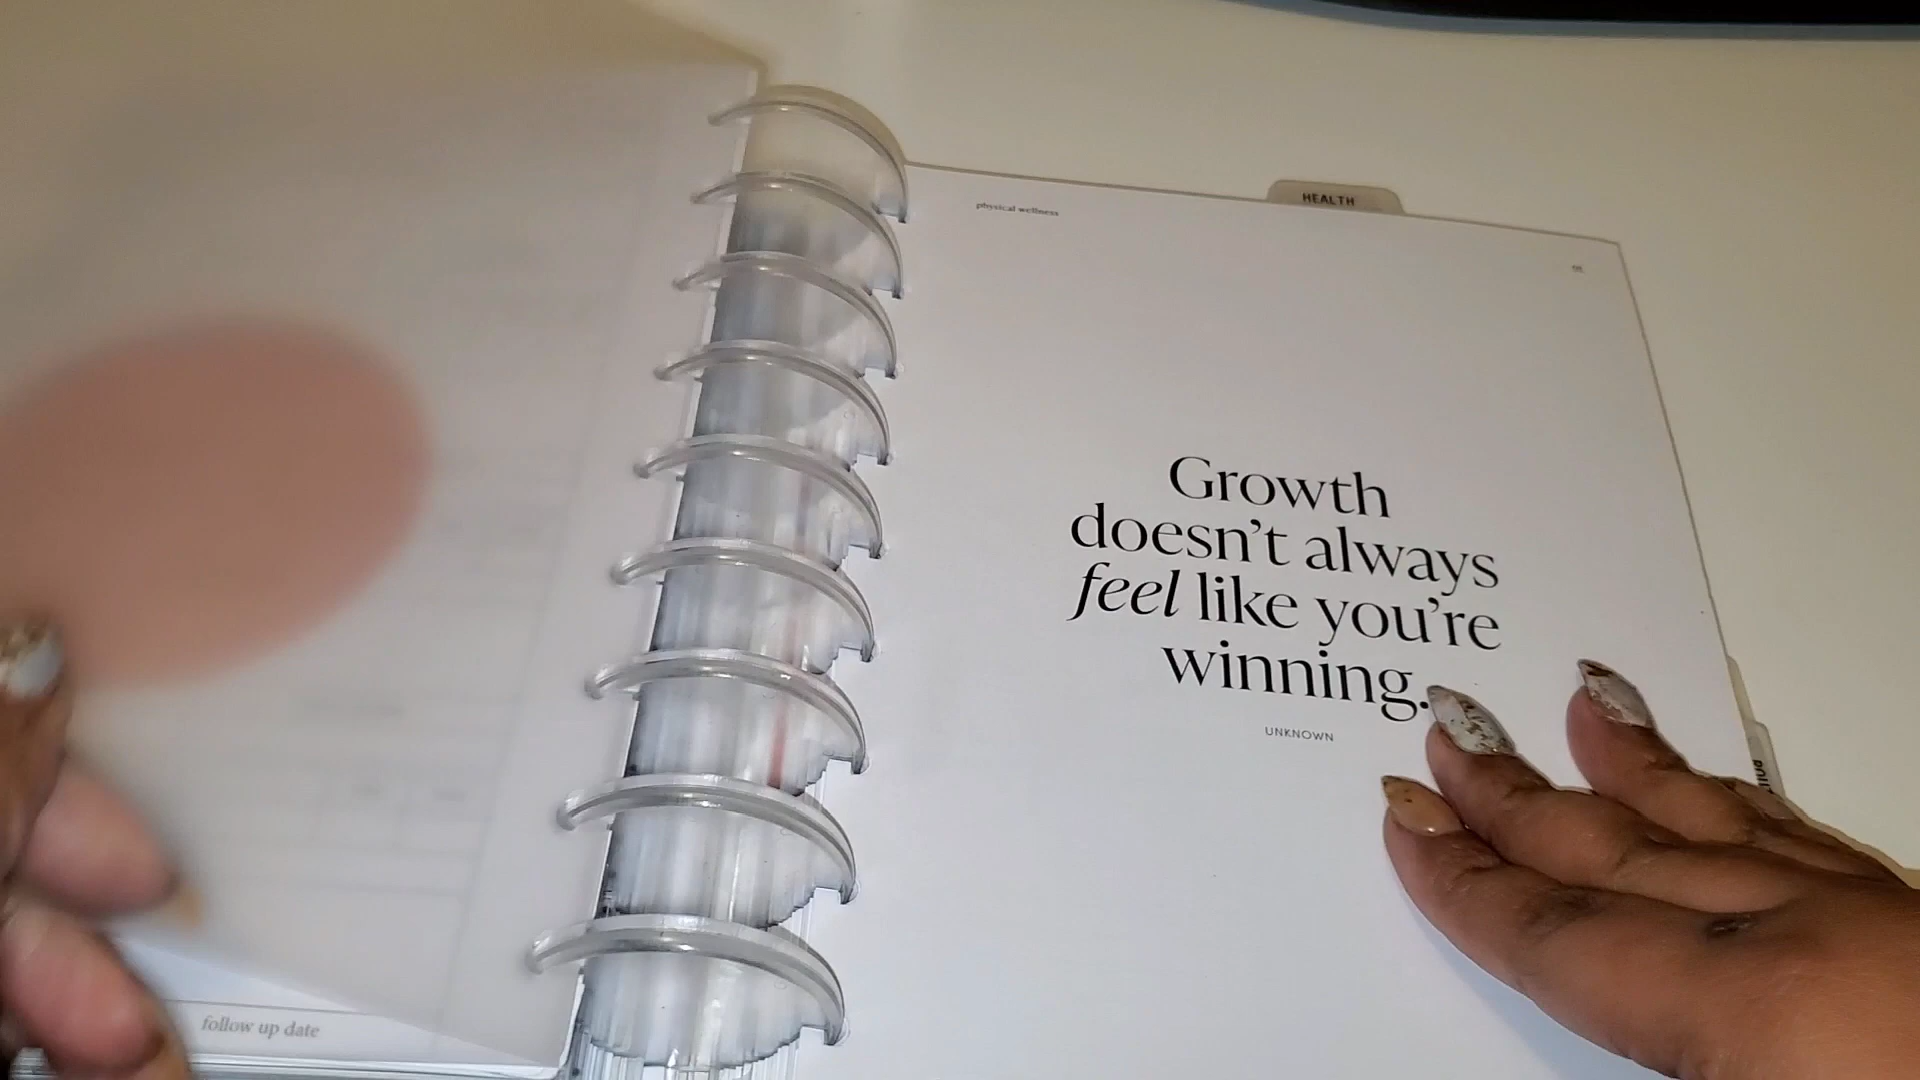 HEALTH
physical wellness
Growth
doesn't always
feel like you're
winning.
UNKNOWN
follow up date